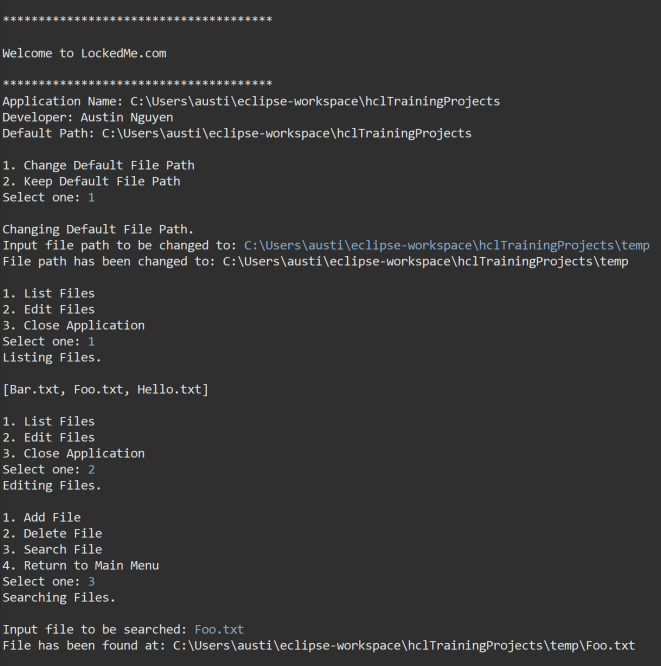 **************************************
Welcome to LockedMe.com
**************************************
Application Name: C:\Users\austi\eclipse-workspace\hclTrainingProjects
Developer: Austin Nguyen
Default Path: C:\Users\austi\eclipse-workspace\hclTrainingProjects
1. Change Default File Path
2. Keep Default File Path
Select one: 1
Changing Default File Path.
Input file path to be changed to: C:\Users\austi\eclipse-workspace\hclTrainingProjects\temp
File path has been changed to: C:\Users\austi\eclipse-workspace\hclTrainingProjects\temp
1. List Files
2. Edit Files
3. Close Application
Select one: 1
Listing Files.
[Bar.txt, Foo.txt, Hello.txt]
1. List Files
2. Edit Files
3. Close Application
Select one: 2
Editing Files.
1. Add File
2. Delete File
3. Search File
4. Return to Main Menu
Select one: 3
Searching Files.
Input file to be searched: Foo.txt
File has been found at: C:\Users\austi\eclipse-workspace\hclTrainingProjects\temp\Foo.txt